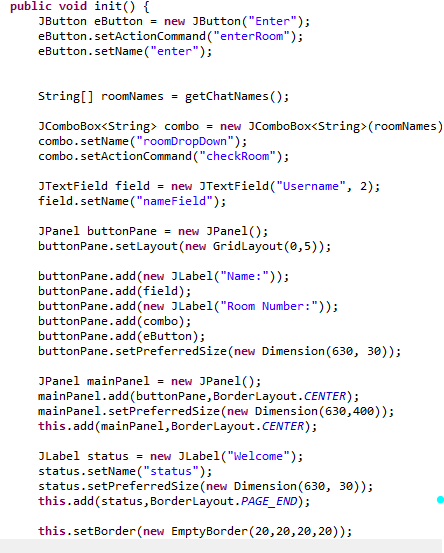 public void init() {
JButton eButton = new JButton("Enter");
eButton.setActionCommand("enterRoom");
eButton.setName("enter");
String[] roomNames = getChatNames();
JComboBox<String> combo = new JComboBox<String>(roomNames)
combo.setName("roomDropDown");
combo.setActionCommand("checkRoom");
JTextField field = new JTextField("Username", 2);
field.setName("nameField");
JPanel buttonPane = new JPanel();
buttonPane.setLayout(new GridLayout(0,5));
buttonPane.add(new JLabel("Name:"));
buttonPane.add(field);
buttonPane.add(new JLabel("Room Number:"));
buttonPane.add(combo);
buttonPane.add(eButton);
buttonPane.setPreferredSize(new Dimension(630, 30));
JPanel mainPanel = new JPanel();
mainPanel.add(buttonPane,BorderLayout.CENTER);
mainPanel.setPreferredSize(new Dimension(630,400));
this.add(mainPanel,BorderLayout.CENTER);
JLabel status = new JLabel("Welcome");
status.setName("status");
status.setPreferredSize(new Dimension(630, 30));
this.add(status,BorderLayout.PAGE_END);
this.setBorder(new EmptyBorder(20,20,20,20));